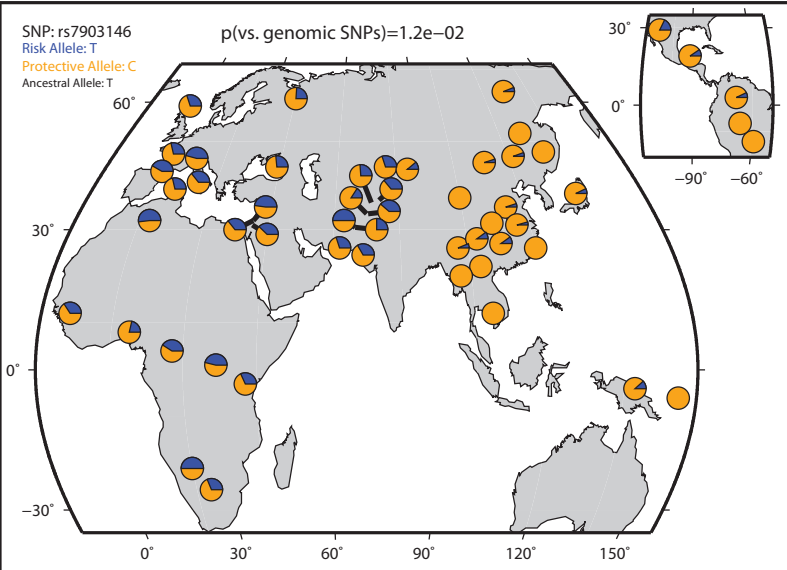 SNP: rs7903146
Risk Allele: T
Protective Allele: C
Ancestral Allele: T
p(vs. genomic SNPs)=1.2e−02
30˚
0˚
−90˚ −60˚
60˚
30˚
0˚
−30˚
0˚ 30˚ 60˚ 90˚ 120˚ 150˚